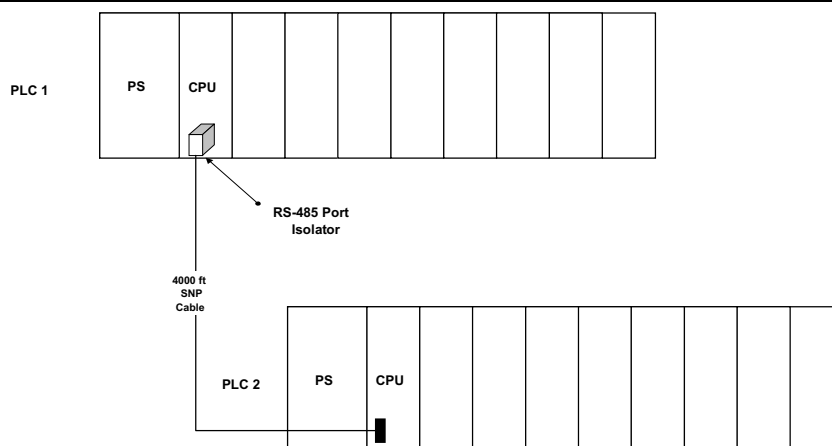 PLC 1
PS
CPU
RS-485 Port
Isolator
4000 ft
SNP
Cable
PLC 2
PS
CPU